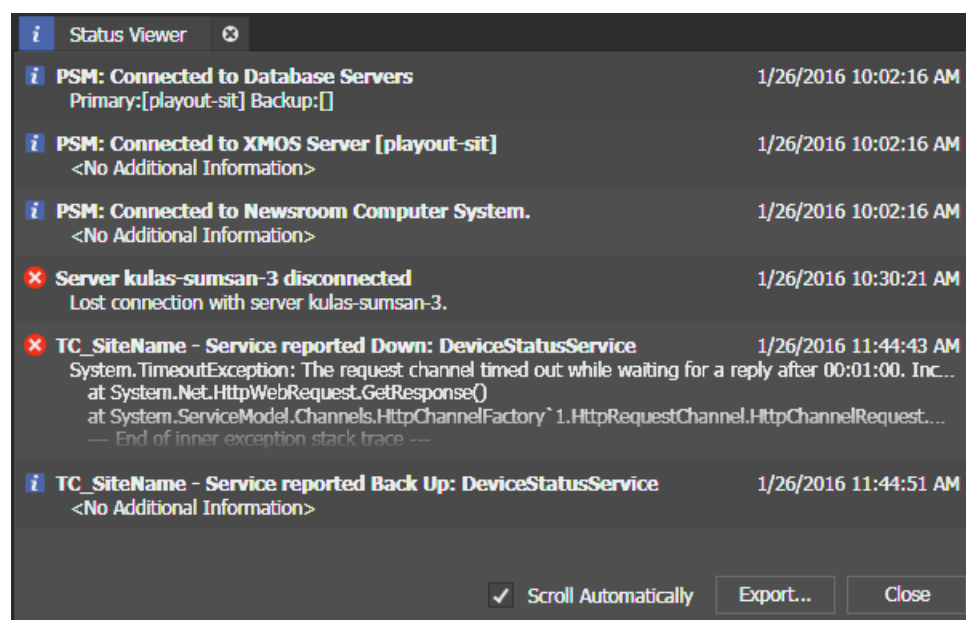 Status Viewer
PSM: Connected to Database Servers 1/26/2016 10:02:16 AM
Primary:[playout-sit] Backup:[]
PSM: Connected to XMOS Server [playout-sit] 1/26/2016 10:02:16 AM
<No Additional Information>
PSM: Connected to Newsroom Computer System. 1/26/2016 10:02:16 AM
<No Additional Information>
Server kulas-sumsan-3 disconnected 1/26/2016 10:30:21 AM
Lost connection with server kulas-sumsan-3.
TC_SiteName - Service reported Down: DeviceStatusService 1/26/2016 11:44:43 AM
System.TimeoutException: The request channel timed out while waiting for a reply after 00:01:00. Inc...
at System.Net.HttpWebRequest.GetResponse()
at System.ServiceModel.Channels.HttpChannelFactory`1.HttpRequestChannel.HttpChannelRequest....
--- End of inner exception stack trace ---
TC_SiteName - Service reported Back Up: DeviceStatusService 1/26/2016 11:44:51 AM
<No Additional Information>
Scroll Automatically Export... Close